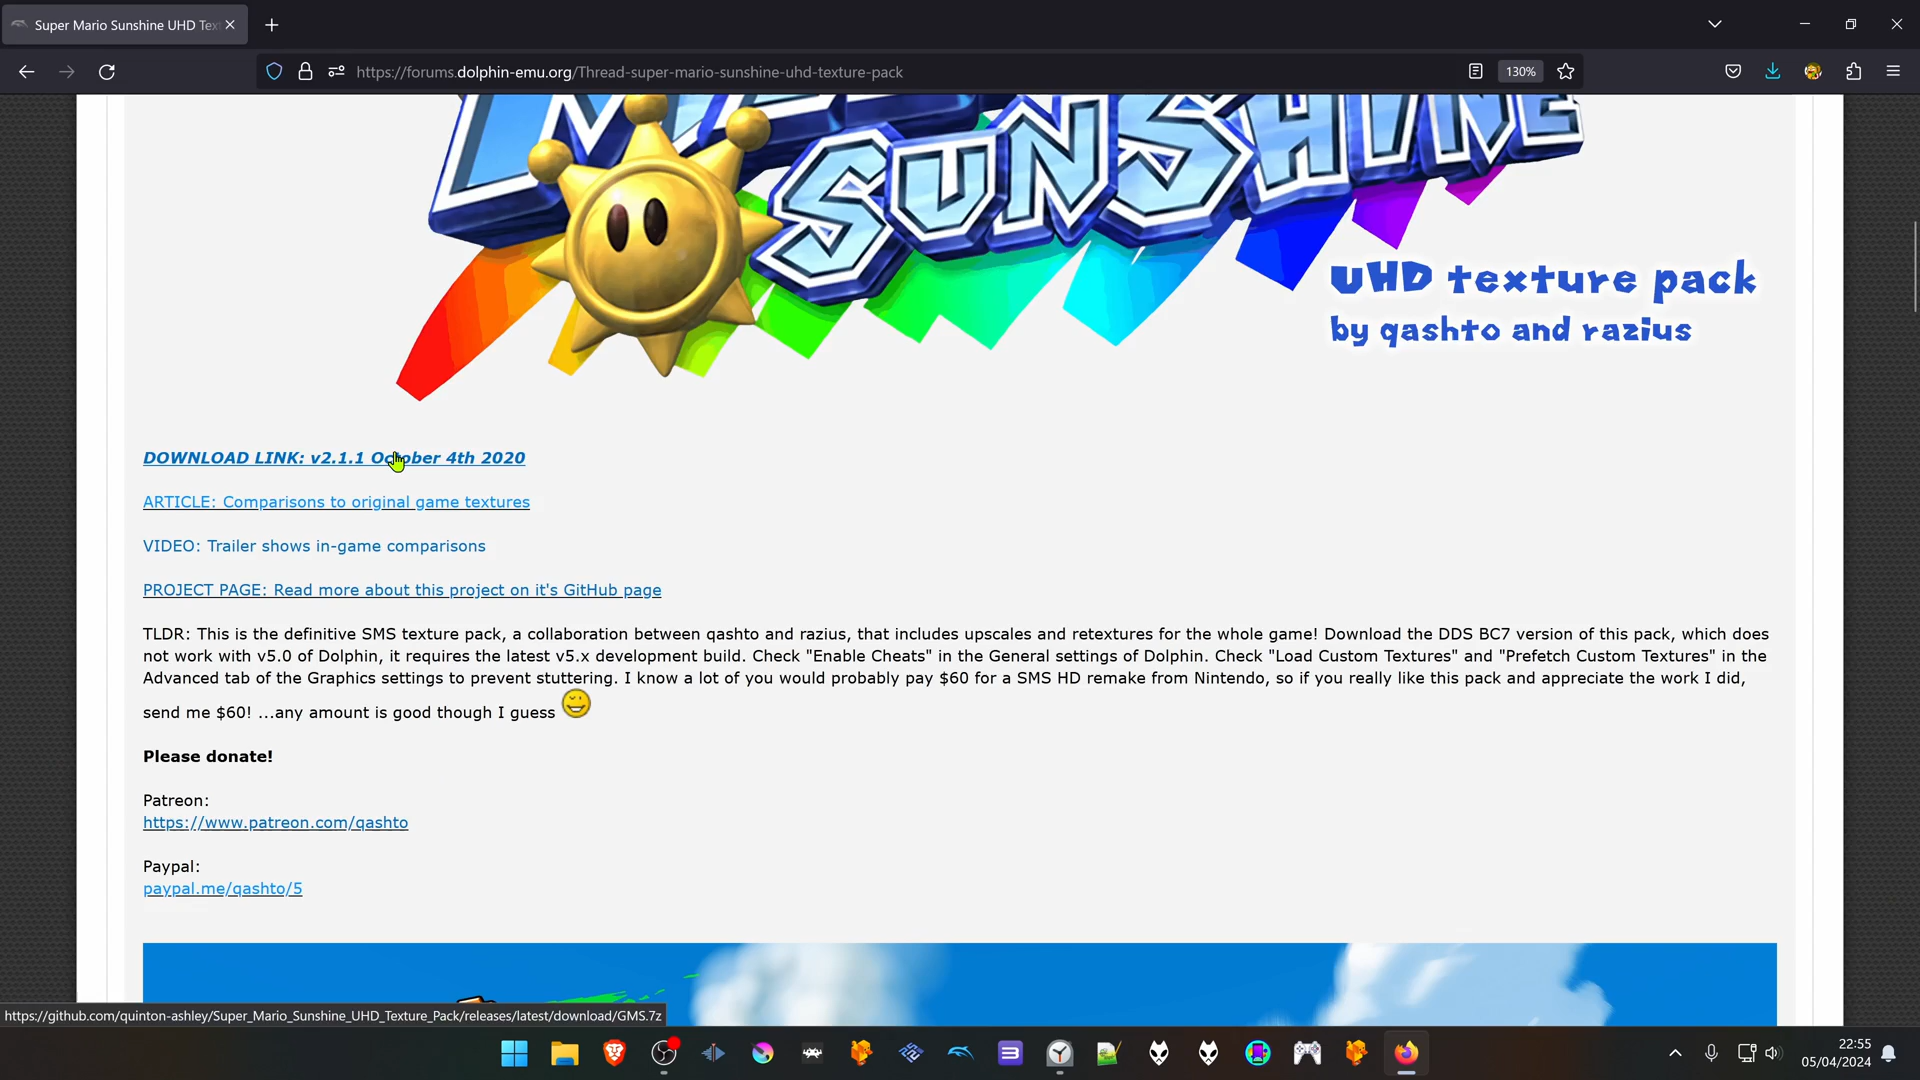 Super Mario Sunshine UHD Tex
https://forums.dolphin-emu.org/Thread-super-mario-sunshine-uhd-texture-pack
130%
SUNSHINE
UHD texture pack
by qashto and razius
DOWNLOAD LINK: v2.1.1 October 4th 2020
ARTICLE: Comparisons to original game textures
VIDEO: Trailer shows in-game comparisons
PROJECT PAGE: Read more about this project on it's GitHub page
TLDR: This is the definitive SMS texture pack, a collaboration between qashto and razius, that includes upscales and retextures for the whole game! Download the DDS BC7 version of this pack, which does
not work with v5.0 of Dolphin, it requires the latest v5.x development build. Check "Enable Cheats" in the General settings of Dolphin. Check "Load Custom Textures" and "Prefetch Custom Textures" in the
Advanced tab of the Graphics settings to prevent stuttering. I know a lot of you would probably pay $60 for a SMS HD remake from Nintendo, so if you really like this pack and appreciate the work I did,
send me $60! ...any amount is good though I guess
Please donate!
Patreon:
https://www.patreon.com/qashto
Paypal:
paypal.me/qashto/5
https://github.com/quinton-ashley/Super_Mario_Sunshine_UHD_Texture_Pack/releases/latest/download/GMS.7z
22:55
05/04/2024